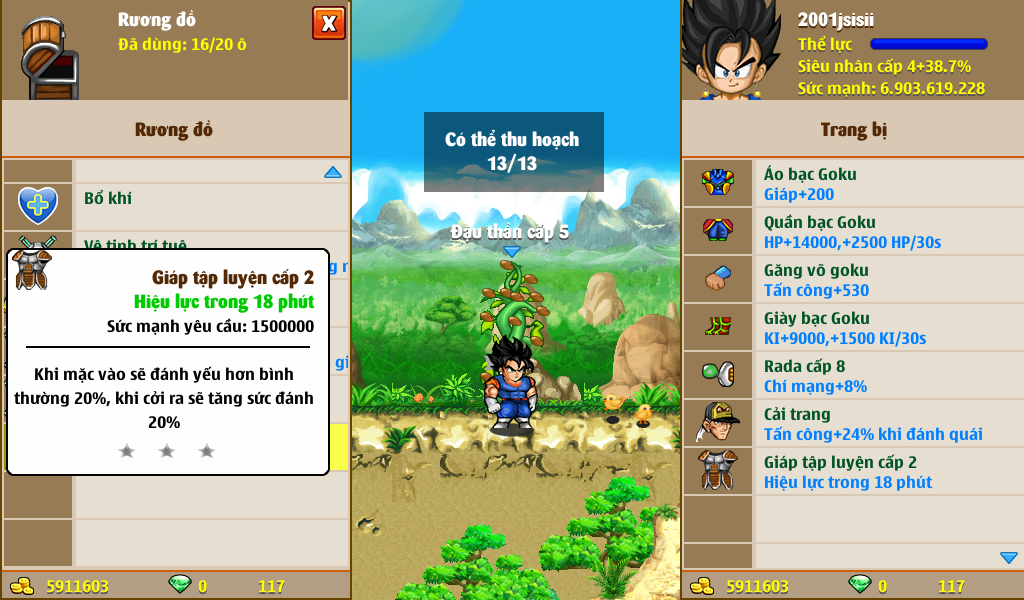 Rương đồ
Đã dùng: 16/20 ô
X
Rương đồ
Bổ khí
Vệ tinh trí tuệ
Giáp tập luyện cấp 2
Hiệu lực trong 18 phút
Sức mạnh yêu cầu: 1500000
Khi mặc vào sẽ đánh yếu hơn bình
thường 20%, khi cởi ra sẽ tăng sức đánh
20%
5911603
0
117
Có thể thu hoạch
13/13
Đậu thần cấp 5
2001jsisii
Thể lực
Siêu nhân cấp 4+38.7%
Sức mạnh: 6.903.619.228
Trang bị
Áo bạc Goku
Giáp+200
Quần bạc Goku
HP+14000,+2500 HP/30s
Găng võ goku
Tấn công+530
Giày bạc Goku
KI+9000,+1500 KI/30s
Rada cấp 8
Chí mạng+8%
Cải trang
Tấn công+24% khi đánh quái
Giáp tập luyện cấp 2
Hiệu lực trong 18 phút
5911603
0
117